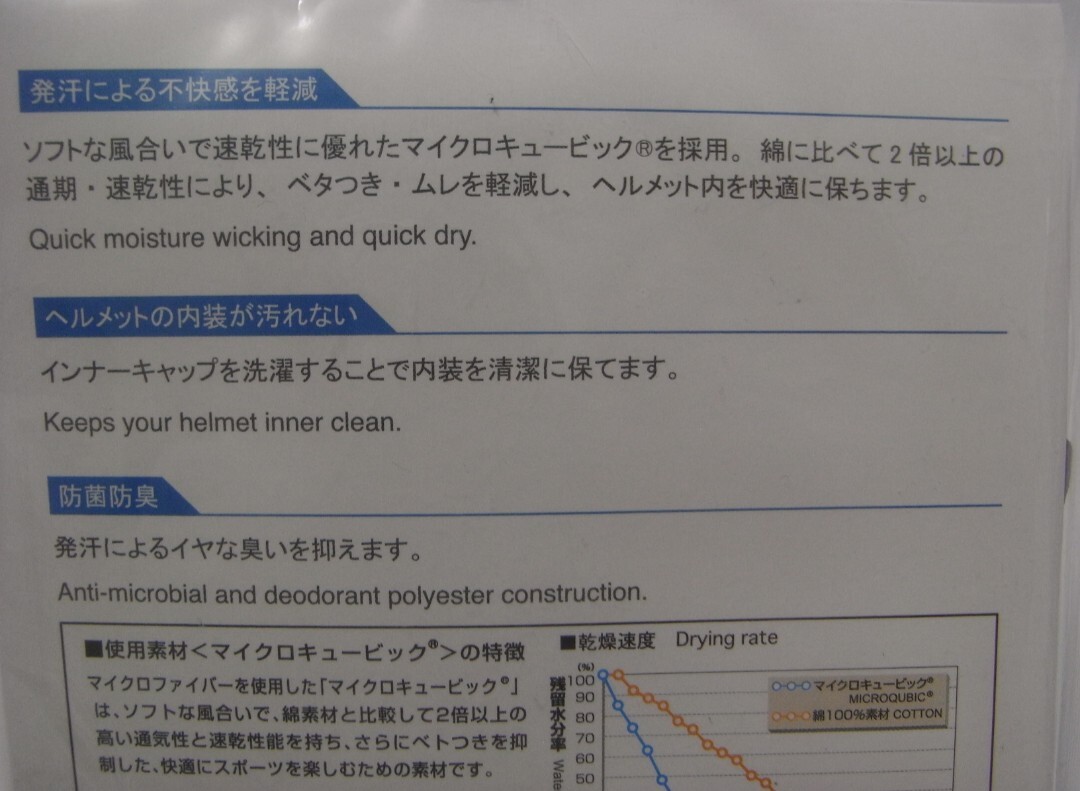 発汗による不快感を軽減
ソフトな風合いで速乾性に優れたマイクロキュービック®を採用。綿に比べて2倍以上の
通期・速乾性により、ベタつき・ムレを軽減し、ヘルメット内を快適に保ちます。
Quick moisture wicking and quick dry.
ヘルメットの内装が汚れない
インナーキャップを洗濯することで内装を清潔に保てます。
Keeps your helmet inner clean.
防菌防臭
発汗によるイヤな臭いを抑えます。
Anti-microbial and deodorant polyester construction.
■使用素材<マイクロキュービック®>の特徴
マイクロファイバーを使用した「マイクロキュービック®」
は、ソフトな風合いで、綿素材と比較して2倍以上の
高い通気性と速乾性能を持ち、さらにベトつきを抑
制した、快適にスポーツを楽しむための素材です。
■乾燥速度 Drying rate
(%)
100
90
80
70
60
50
残留水分率
マイクロキュービック®
MICROQUBIC®
綿100%素材 COTTON